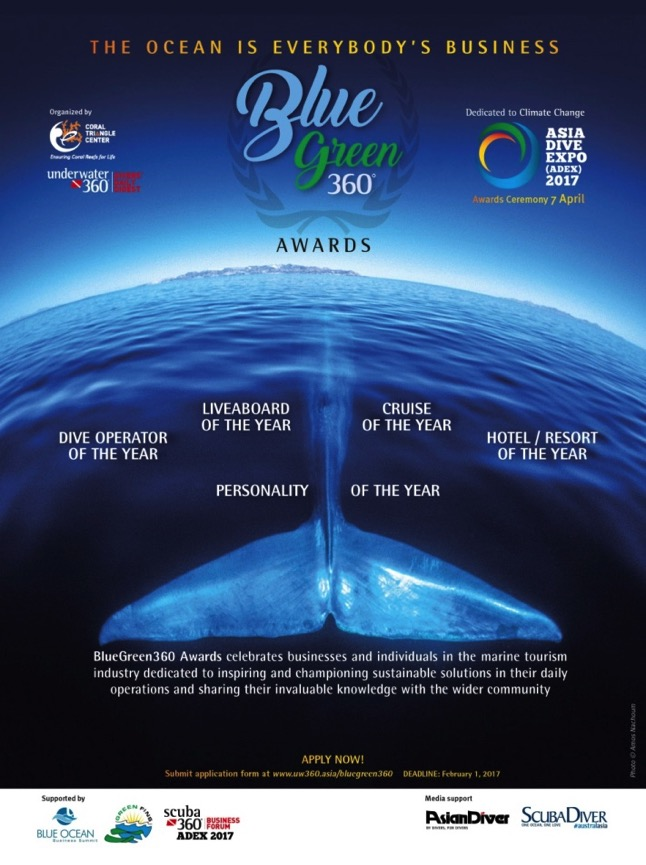 THE OCEAN IS EVERYBODY'S BUSINESS
Blue
Green
360°
AWARDS
Organized by
CORAL
TRIANGLE
CENTER
Ensuring Coral Reefs for Life
underwater
360°
Dedicated to Climate Change
ASIA
DIVE
EXPO
(ADEX)
2017
Awards Ceremony 7 April
LIVEABOARD
OF THE YEAR
CRUISE
OF THE YEAR
DIVE OPERATOR
OF THE YEAR
HOTEL / RESORT
OF THE YEAR
PERSONALITY OF THE YEAR
BlueGreen360 Awards celebrates businesses and individuals in the marine tourism
industry dedicated to inspiring and championing sustainable solutions in their daily
operations and sharing their invaluable knowledge with the wider community
Photo © Amos Nachoum
APPLY NOW!
Submit application form at www.uw360.asia/bluegreen360 DEADLINE: February 1, 2017
Supported by
BLUE OCEAN
Business Summit
GREEN FINS
scuba
360° BUSINESS
FORUM
ADEX 2017
Media support
AsianDiver
BY DIVERS, FOR DIVERS
SCUBADIVER
ONE OCEAN, ONE LOVE #australasia